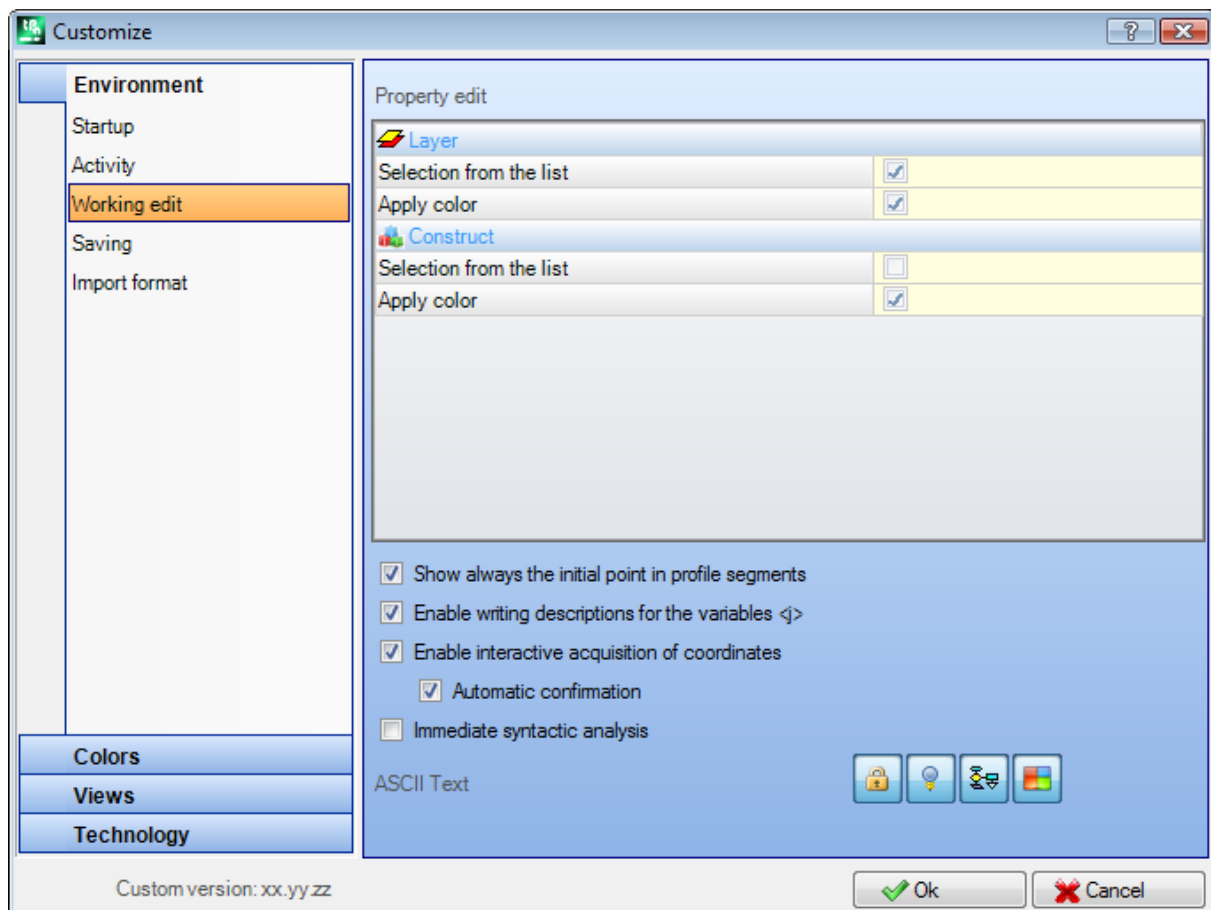 Customize
Environment
Startup
Activity
Working edit
Saving
Import format
Colors
Views
Technology
Property edit
Layer
Selection from the list
Apply color
Construct
Selection from the list
Apply color
Show always the initial point in profile segments
Enable writing descriptions for the variables <j>
Enable interactive acquisition of coordinates
Automatic confirmation
Immediate syntactic analysis
ASCII Text
Custom version: xx.yy.zz
Ok
Cancel